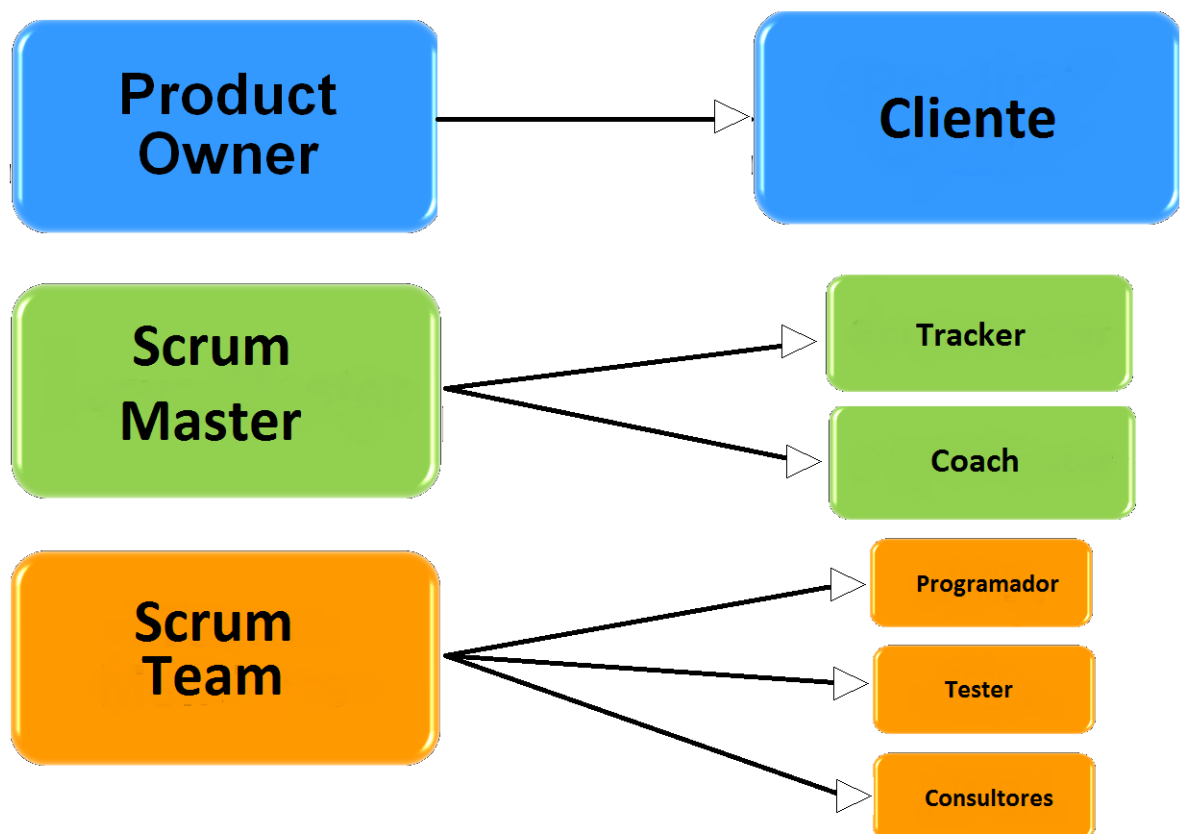 Product
Owner
Cliente
Scrum
Master
Tracker
Coach
Scrum
Team
Programador
Tester
Consultores